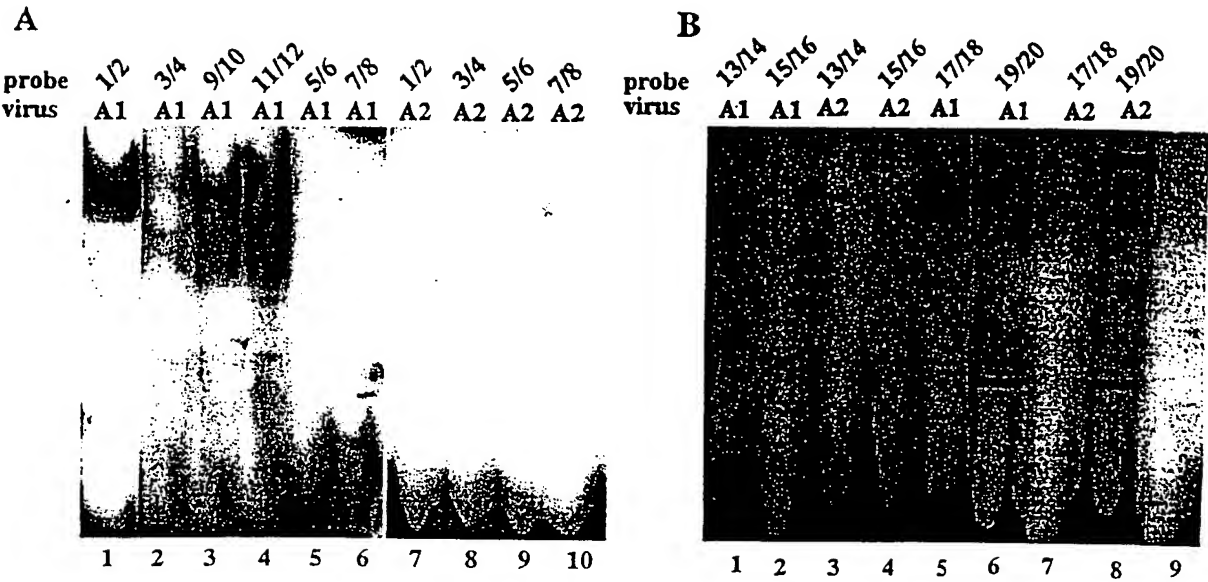 A
probe 1/2 3/4 9/10 11/12 5/6 7/8 1/2 3/4 5/6 7/8
virus A1 A1 A1 A1 A1 A1 A2 A2 A2 A2
1 2 3 4 5 6 7 8 9 10
B
probe 13/14 15/16 13/14 15/16 17/18 19/20 17/18 19/20
virus A1 A1 A2 A2 A1 A1 A2 A2
1 2 3 4 5 6 7 8 9